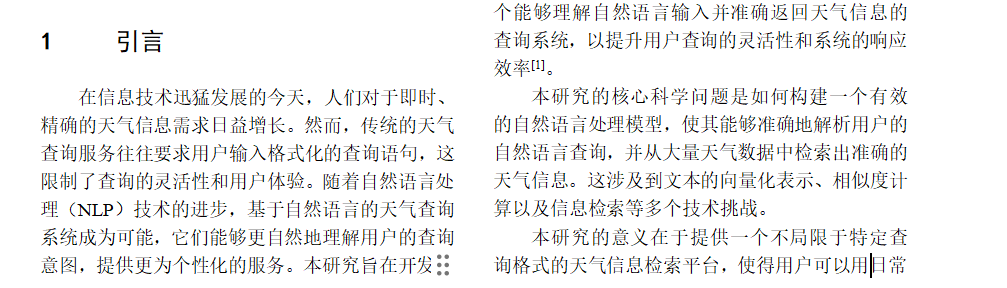 1 引言
在信息技术迅猛发展的今天，人们对于即时、
精确的天气信息需求日益增长。然而，传统的天气
查询服务往往要求用户输入格式化的查询语句，这
限制了查询的灵活性和用户体验。随着自然语言处
理（NLP）技术的进步，基于自然语言的天气查询
系统成为可能，它们能够更自然地理解用户的查询
意图，提供更为个性化的服务。本研究旨在开发
个能够理解自然语言输入并准确返回天气信息的
查询系统，以提升用户查询的灵活性和系统的响应
效率[1]。
本研究的核心科学问题是如何构建一个有效
的自然语言处理模型，使其能够准确地解析用户的
自然语言查询，并从大量天气数据中检索出准确的
天气信息。这涉及到文本的向量化表示、相似度计
算以及信息检索等多个技术挑战。
本研究的意义在于提供一个不局限于特定查
询格式的天气信息检索平台，使得用户可以用日常